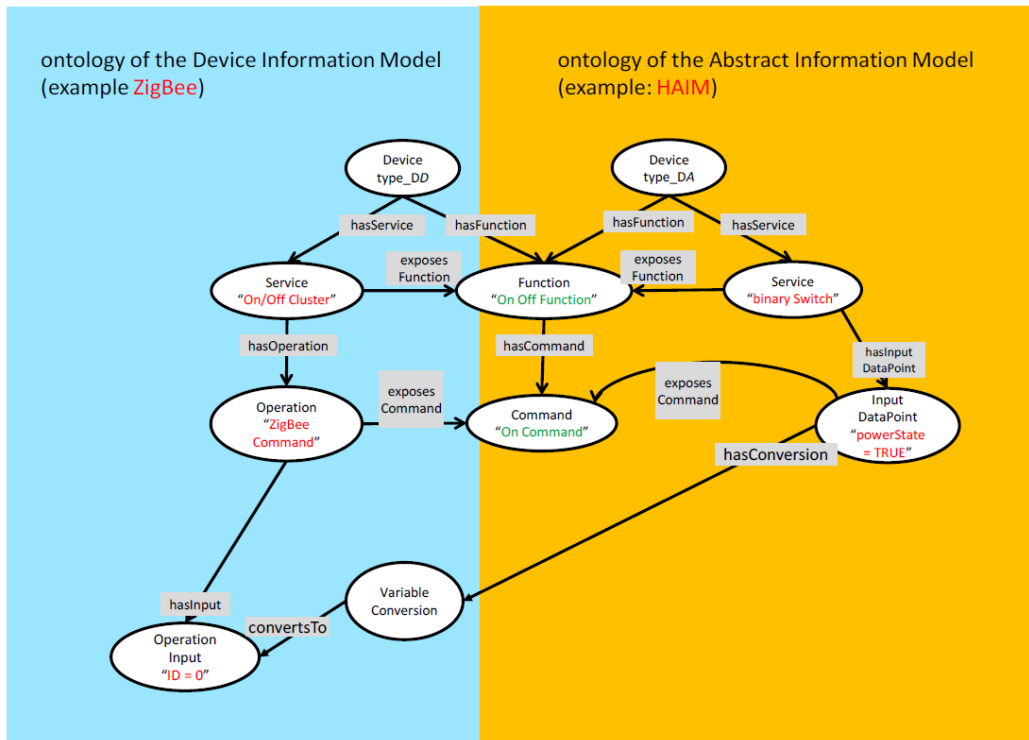 ontology of the Device Information Model
(example ZigBee)
ontology of the Abstract Information Model
(example: HAIM)
Device
type_DD
Device
type_DA
hasService
hasFunction
hasFunction
hasService
exposes
Function
exposes
Function
Service
“On/Off Cluster”
Function
“On Off Function”
Service
“binary Switch”
hasOperation
hasCommand
hasInput
DataPoint
exposes
Command
exposes
Command
Operation
“ZigBee
Command”
Command
“On Command”
Input
DataPoint
“powerState
= TRUE”
hasConversion
Variable
Conversion
hasInput
convertsTo
Operation
Input
“ID = 0”